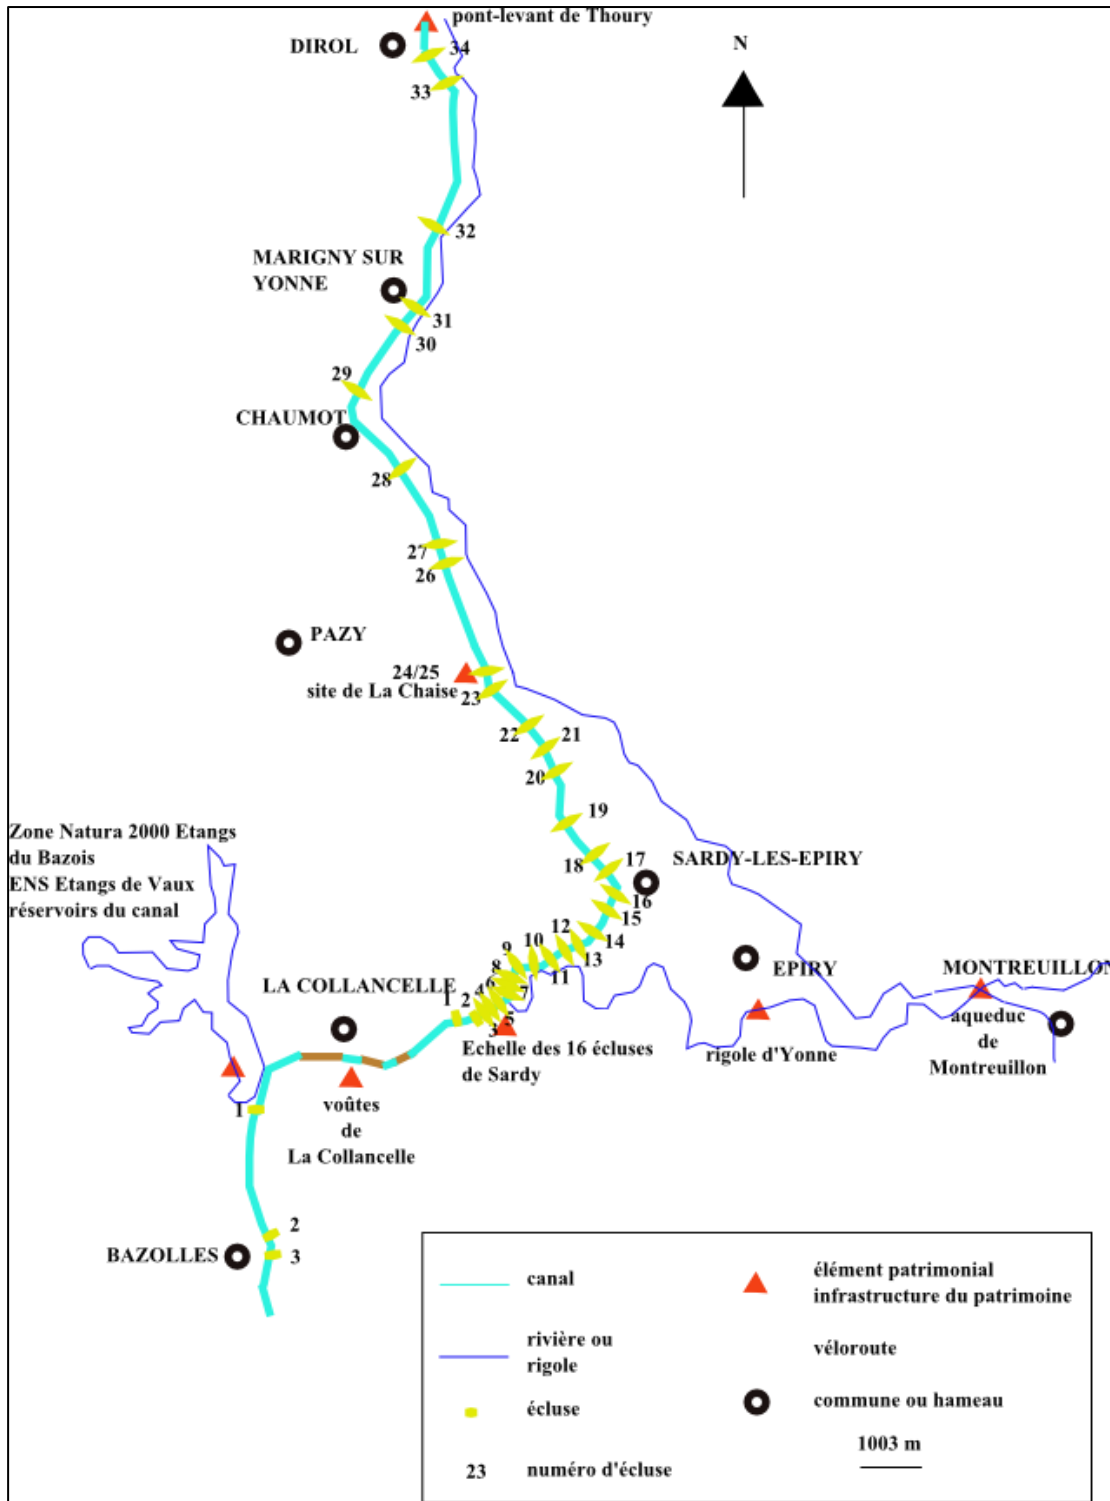 pont-levant de Thoury
DIROL
34
N
33
32
MARIGNY SUR
YONNE
31
30
29
CHAUMOT
28
27
26
PAZY
24/25
site de La Chaise
23
22
21
20
19
Zone Natura 2000 Etangs
du Bazois
ENS Etangs de Vaux
réservoirs du canal
18
17
SARDY-LES-EPIRY
16
15
14
12
13
10
11
9
8
6
7
4
5
3
LA COLLANCELLE
1
2
Echelle des 16 écluses
de Sardy
EPIRY
rigole d'Yonne
MONTREUILLON
aqueduc
de
Montreuillon
voûtes
de
La Collancelle
1
2
BAZOLLES
3
canal
rivière ou
rigole
écluse
23
numéro d'écluse
élément patrimonial
infrastructure du patrimoine
véloroute
commune ou hameau
1003 m